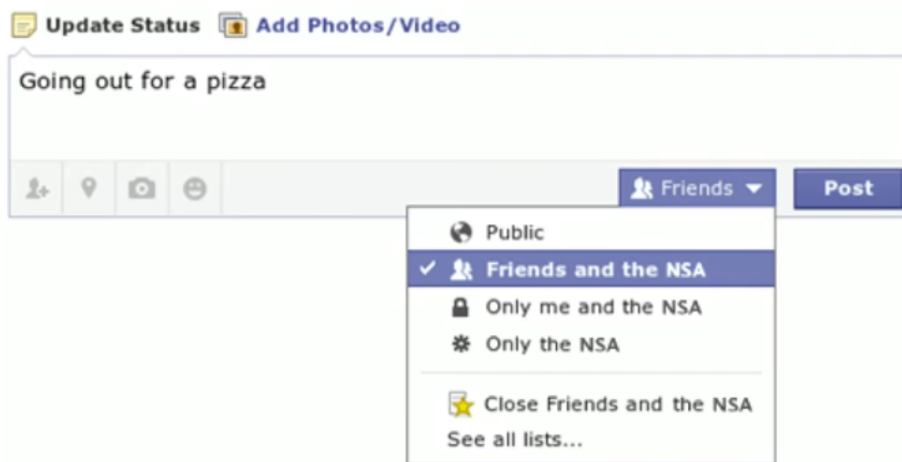 Update Status Add Photos/Video
Going out for a pizza
Friends Post
Public
Friends and the NSA
Only me and the NSA
Only the NSA
Close Friends and the NSA
See all lists...